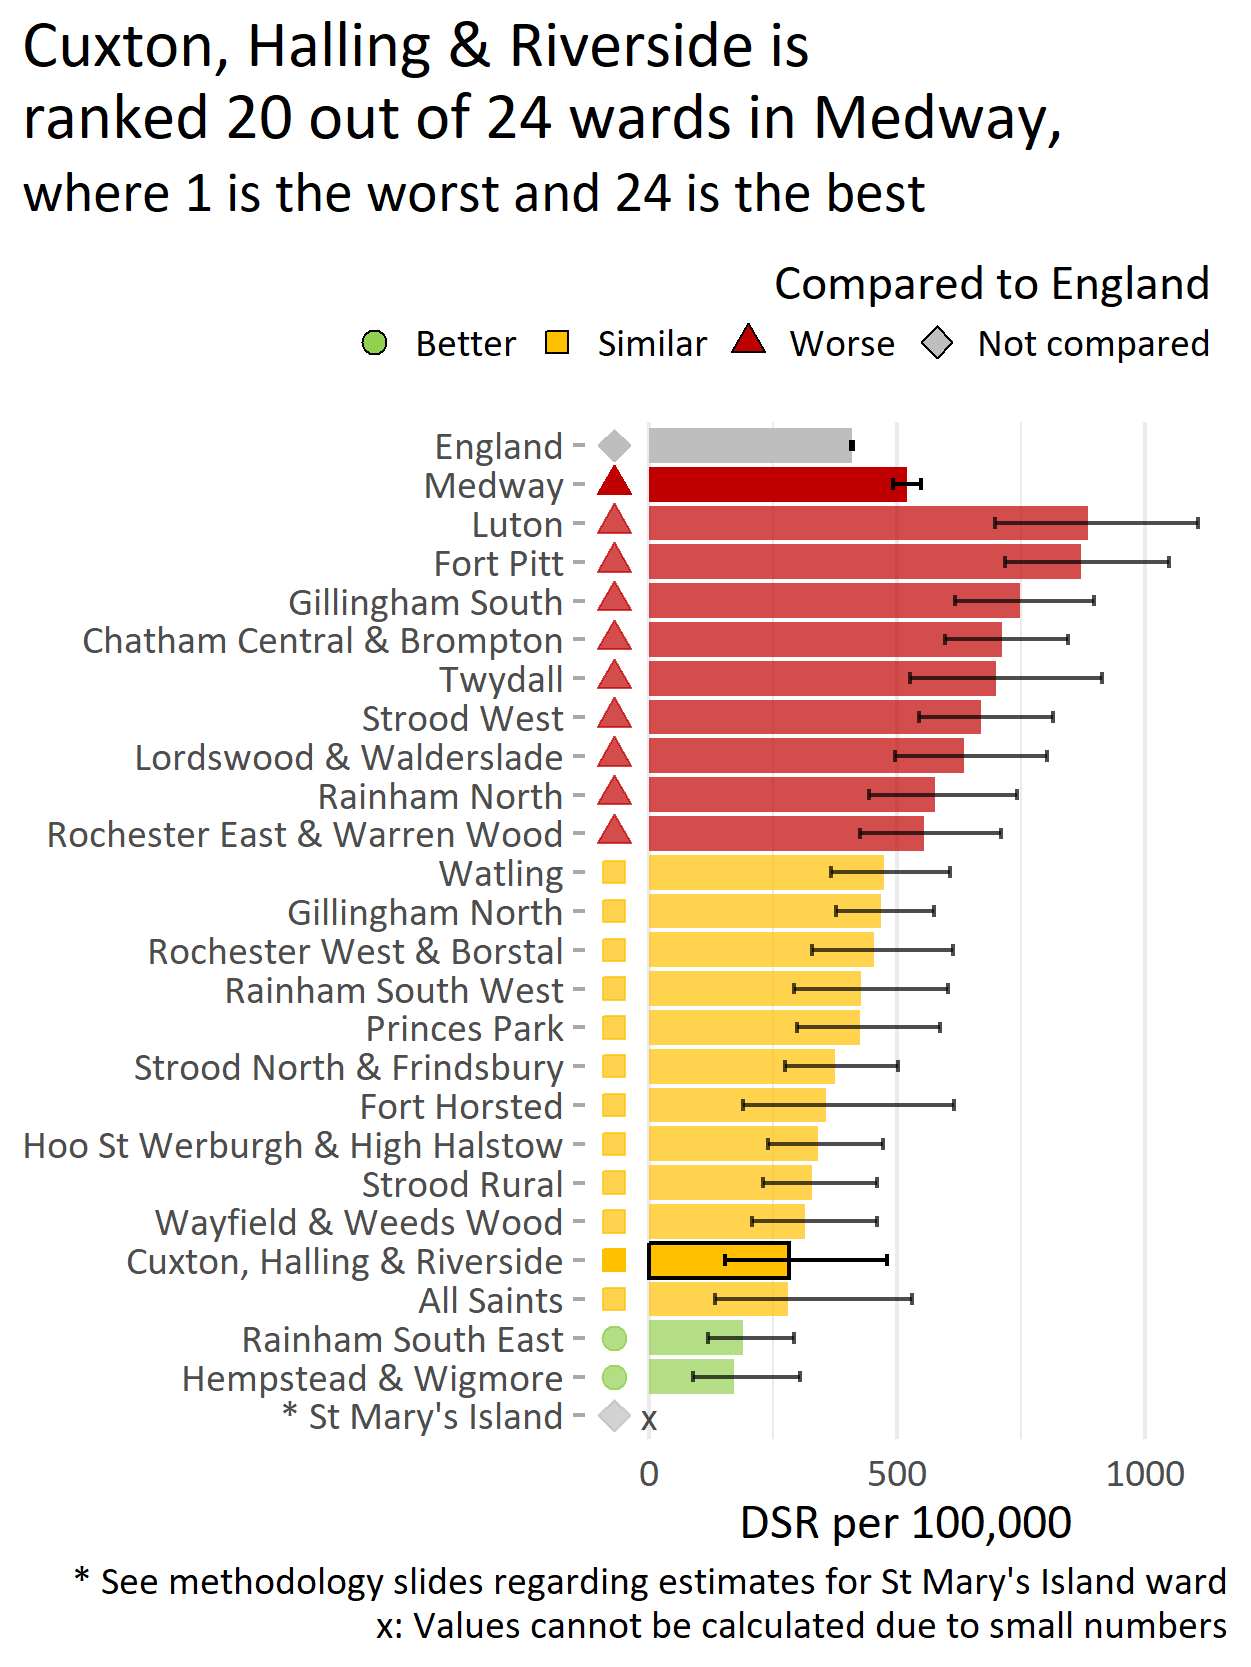 Cuxton, Halling & Riverside is
ranked 20 out of 24 wards in Medway,
where 1 is the worst and 24 is the best
Compared to England
Better Similar Worse Not compared
England
Medway
Luton
Fort Pitt
Gillingham South
Chatham Central & Brompton
Twydall
Strood West
Lordswood & Walderslade
Rainham North
Rochester East & Warren Wood
Watling
Gillingham North
Rochester West & Borstal
Rainham South West
Princes Park
Strood North & Frindsbury
Fort Horsted
Hoo St Werburgh & High Halstow
Strood Rural
Wayfield & Weeds Wood
Cuxton, Halling & Riverside
All Saints
Rainham South East
Hempstead & Wigmore
* St Mary's Island x
0 500 1000
DSR per 100,000
* See methodology slides regarding estimates for St Mary's Island ward
x: Values cannot be calculated due to small numbers